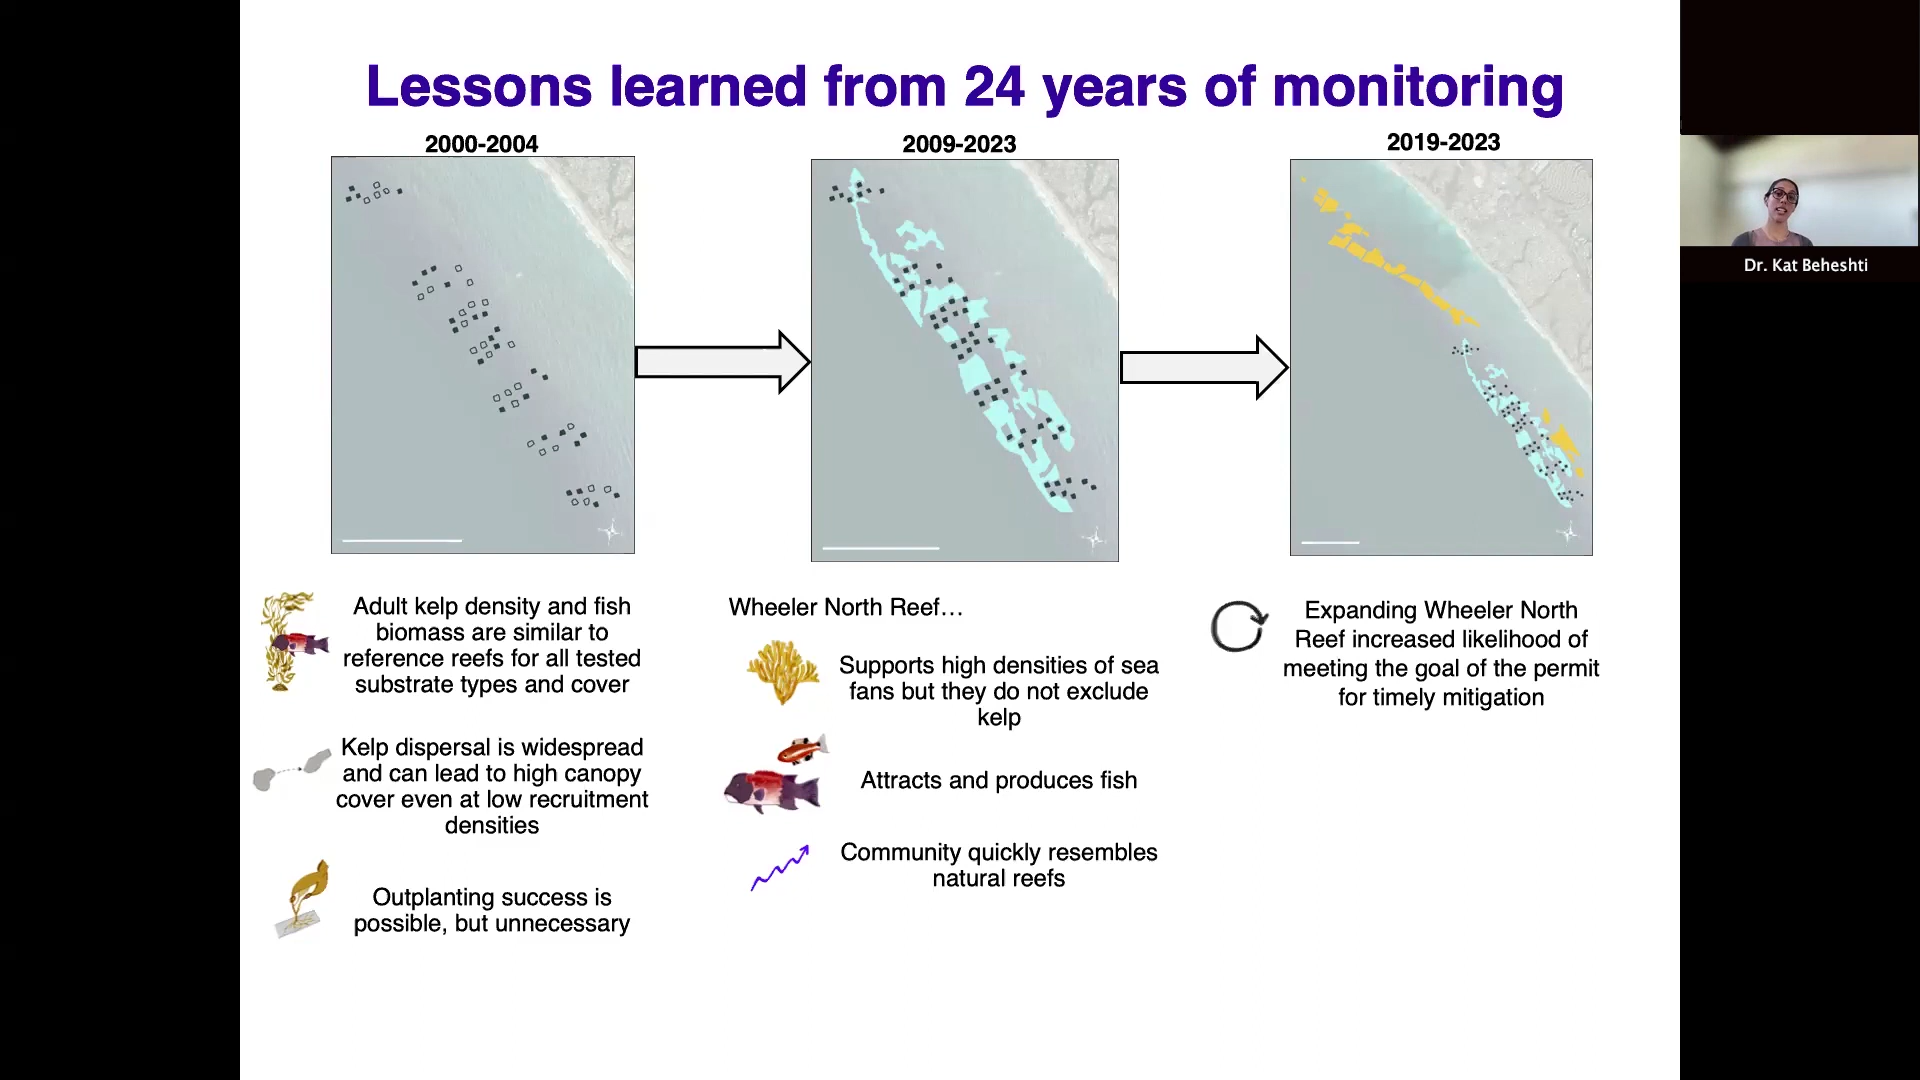 Lessons learned from 24 years of monitoring
2000-2004
2009-2023
2019-2023
Adult kelp density and fish
biomass are similar to
reference reefs for all tested
substrate types and cover
Kelp dispersal is widespread
and can lead to high canopy
cover even at low recruitment
densities
Outplanting success is
possible, but unnecessary
Wheeler North Reef…
Supports high densities of sea
fans but they do not exclude
kelp
Attracts and produces fish
Community quickly resembles
natural reefs
Expanding Wheeler North
Reef increased likelihood of
meeting the goal of the permit
for timely mitigation
Dr. Kat Beheshti